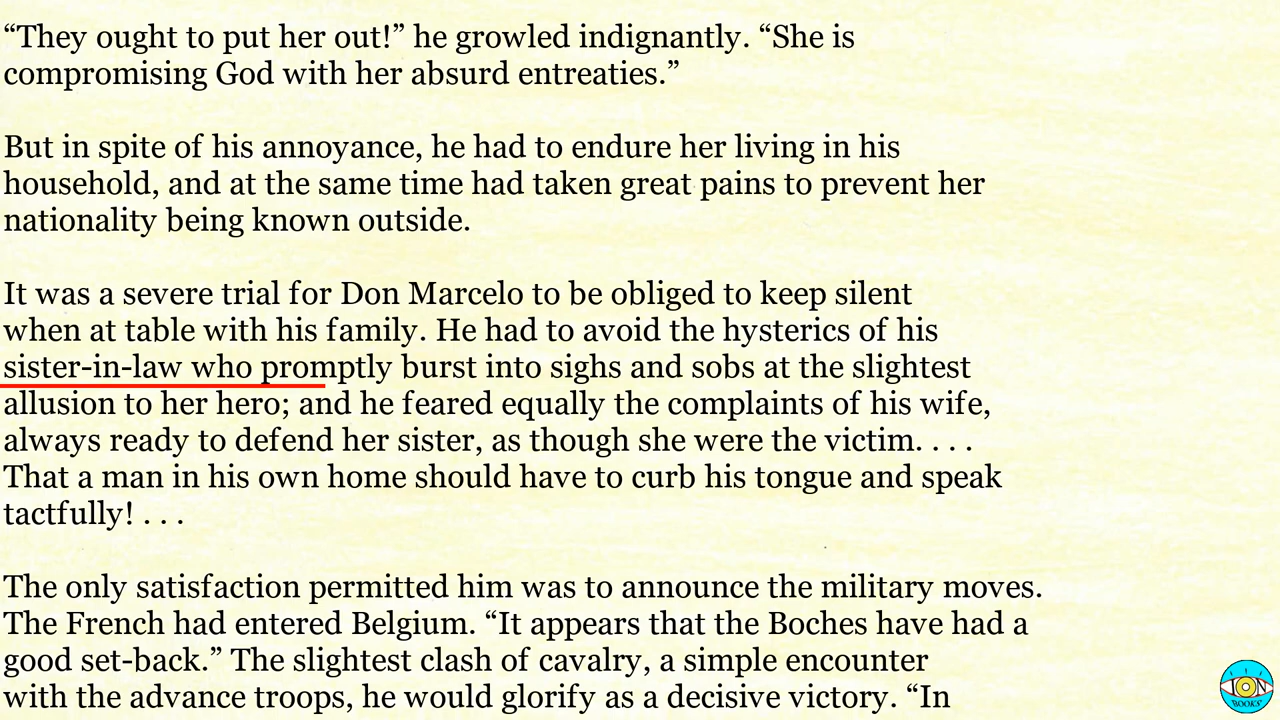 “They ought to put her out!” he growled indignantly. “She is
compromising God with her absurd entreaties.”
But in spite of his annoyance, he had to endure her living in his
household, and at the same time had taken great pains to prevent her
nationality being known outside.
It was a severe trial for Don Marcelo to be obliged to keep silent
when at table with his family. He had to avoid the hysterics of his
sister-in-law who promptly burst into sighs and sobs at the slightest
allusion to her hero; and he feared equally the complaints of his wife,
always ready to defend her sister, as though she were the victim. . . .
That a man in his own home should have to curb his tongue and speak
tactfully! . . .
The only satisfaction permitted him was to announce the military moves.
The French had entered Belgium. “It appears that the Boches have had a
good set-back.” The slightest clash of cavalry, a simple encounter
with the advance troops, he would glorify as a decisive victory. “In
ION
BOOKS